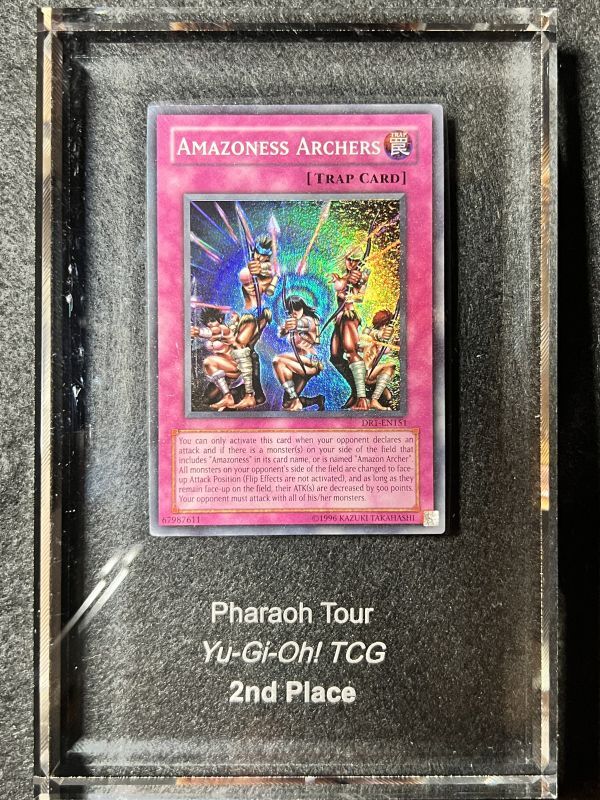 AMAZONESS ARCHERS
TRAP
罠
[TRAP CARD]
DR1-EN151
You can only activate this card when your opponent declares an
attack and if there is a monster(s) on your side of the field that
includes "Amazoness" in its card name, or is named "Amazon Archer".
All monsters on your opponent's side of the field are changed to face-
up Attack Position (Flip Effects are not activated), and as long as they
remain face-up on the field, their ATK(s) are decreased by 500 points.
Your opponent must attack with all of his/her monsters.
67987611
©1996 KAZUKI TAKAHASHI
Pharaoh Tour
Yu-Gi-Oh! TCG
2nd Place